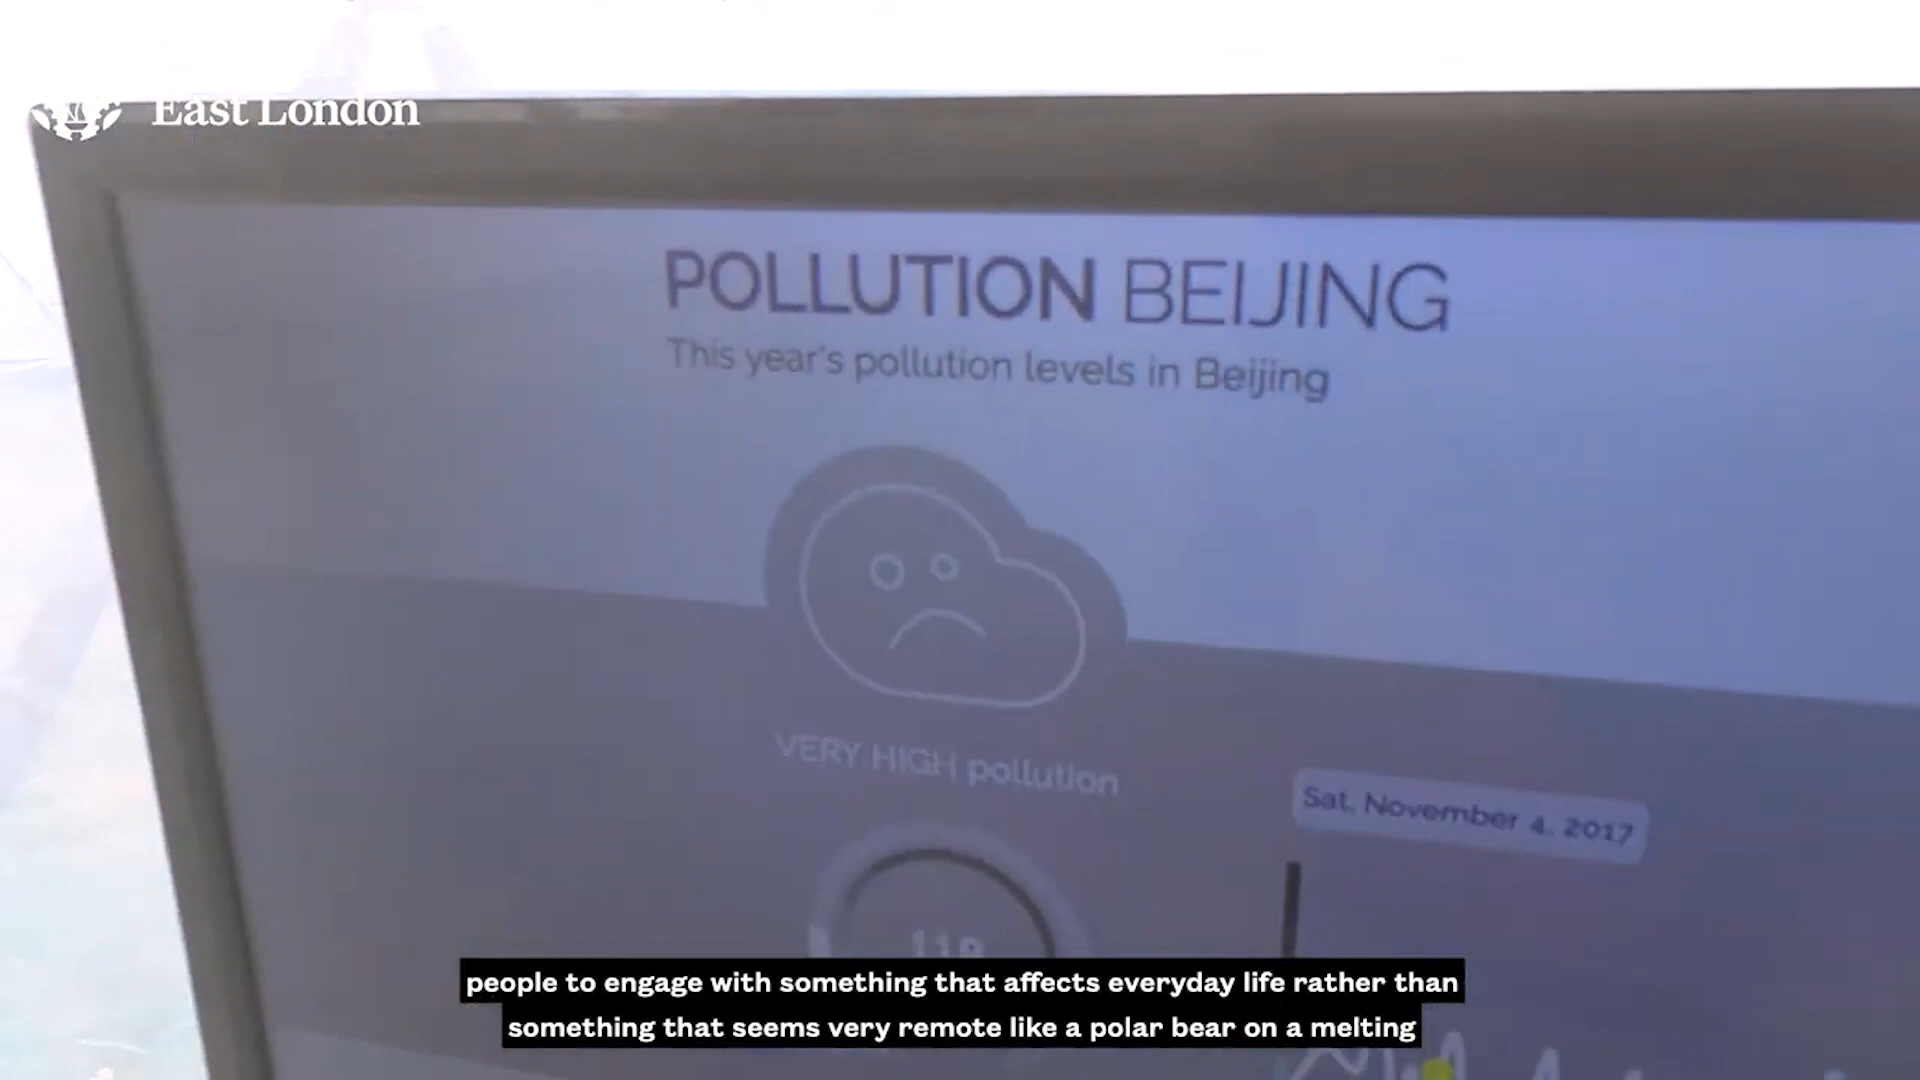 East London
POLLUTION BEIJING
This year's pollution levels in Beijing
VERY HIGH pollution
Sat. November 4, 2017
people to engage with something that affects everyday life rather than
something that seems very remote like a polar bear on a melting